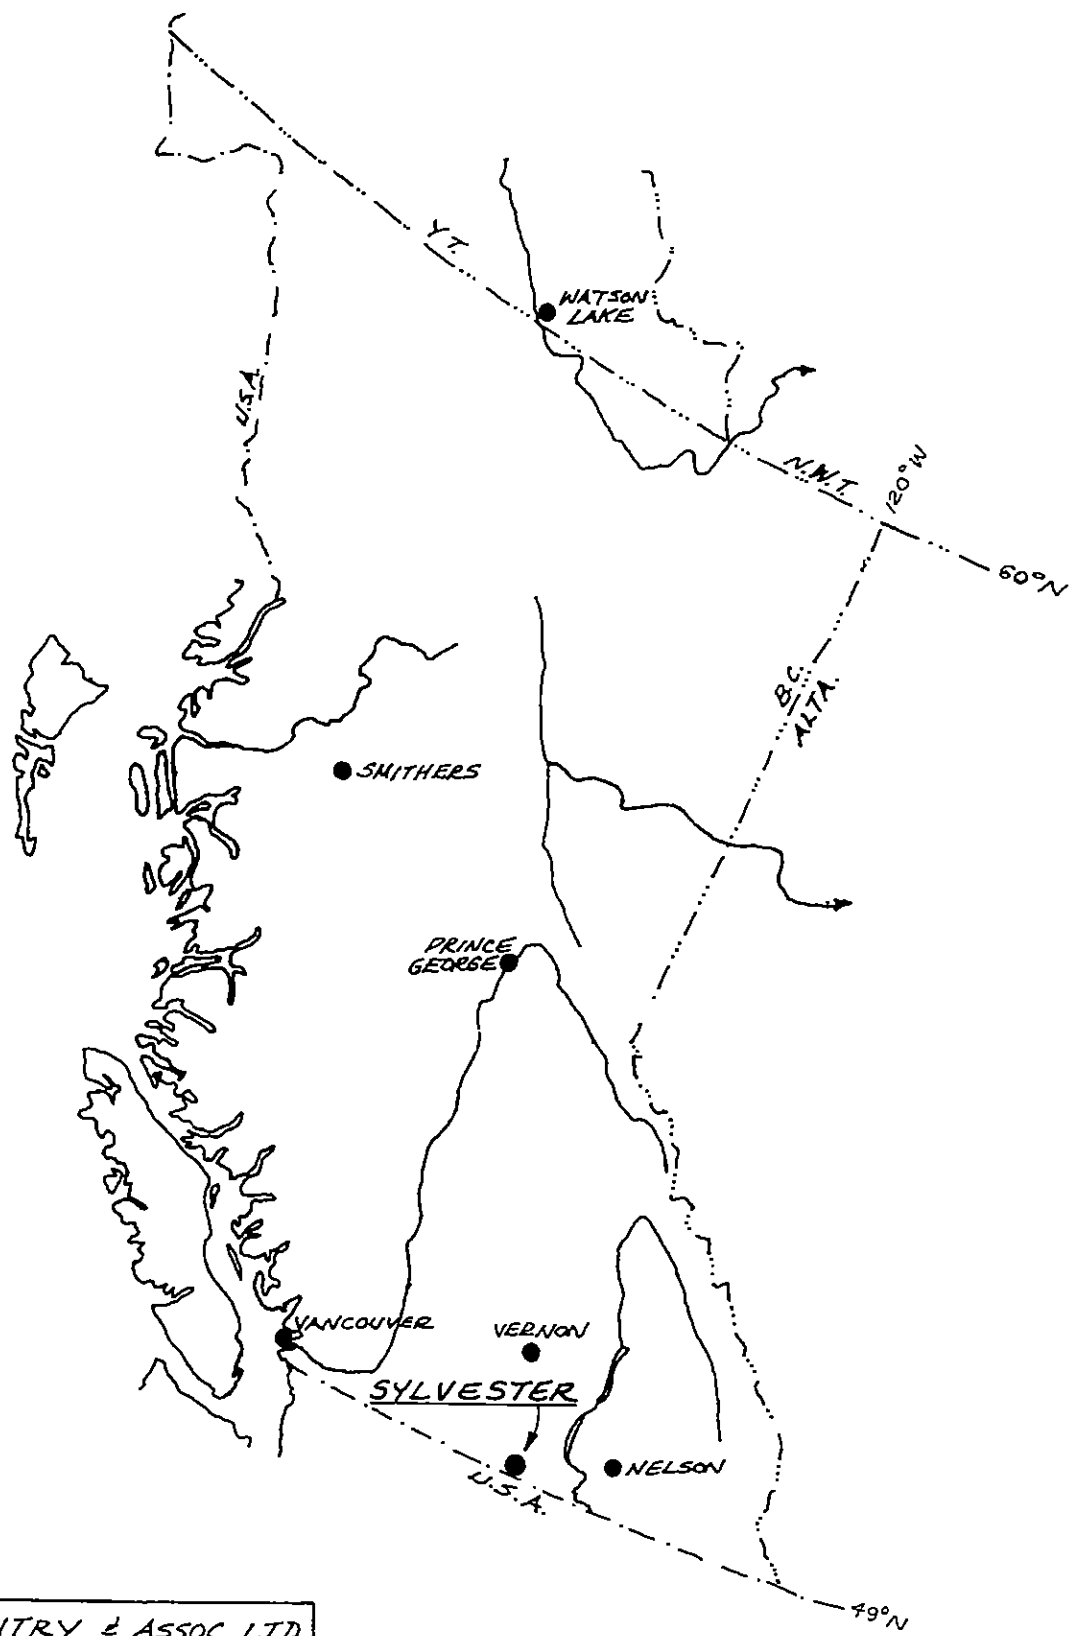 Y.T.
WATSON
LAKE
U.S.A.
N.W.T.
120°W
60°N
B.C.
ALTA.
SMITHERS
PRINCE
GEORGE
VANCOUVER
VERNON
SYLVESTER
NELSON
U.S.A.
49°N
& ASSOC. LTD.